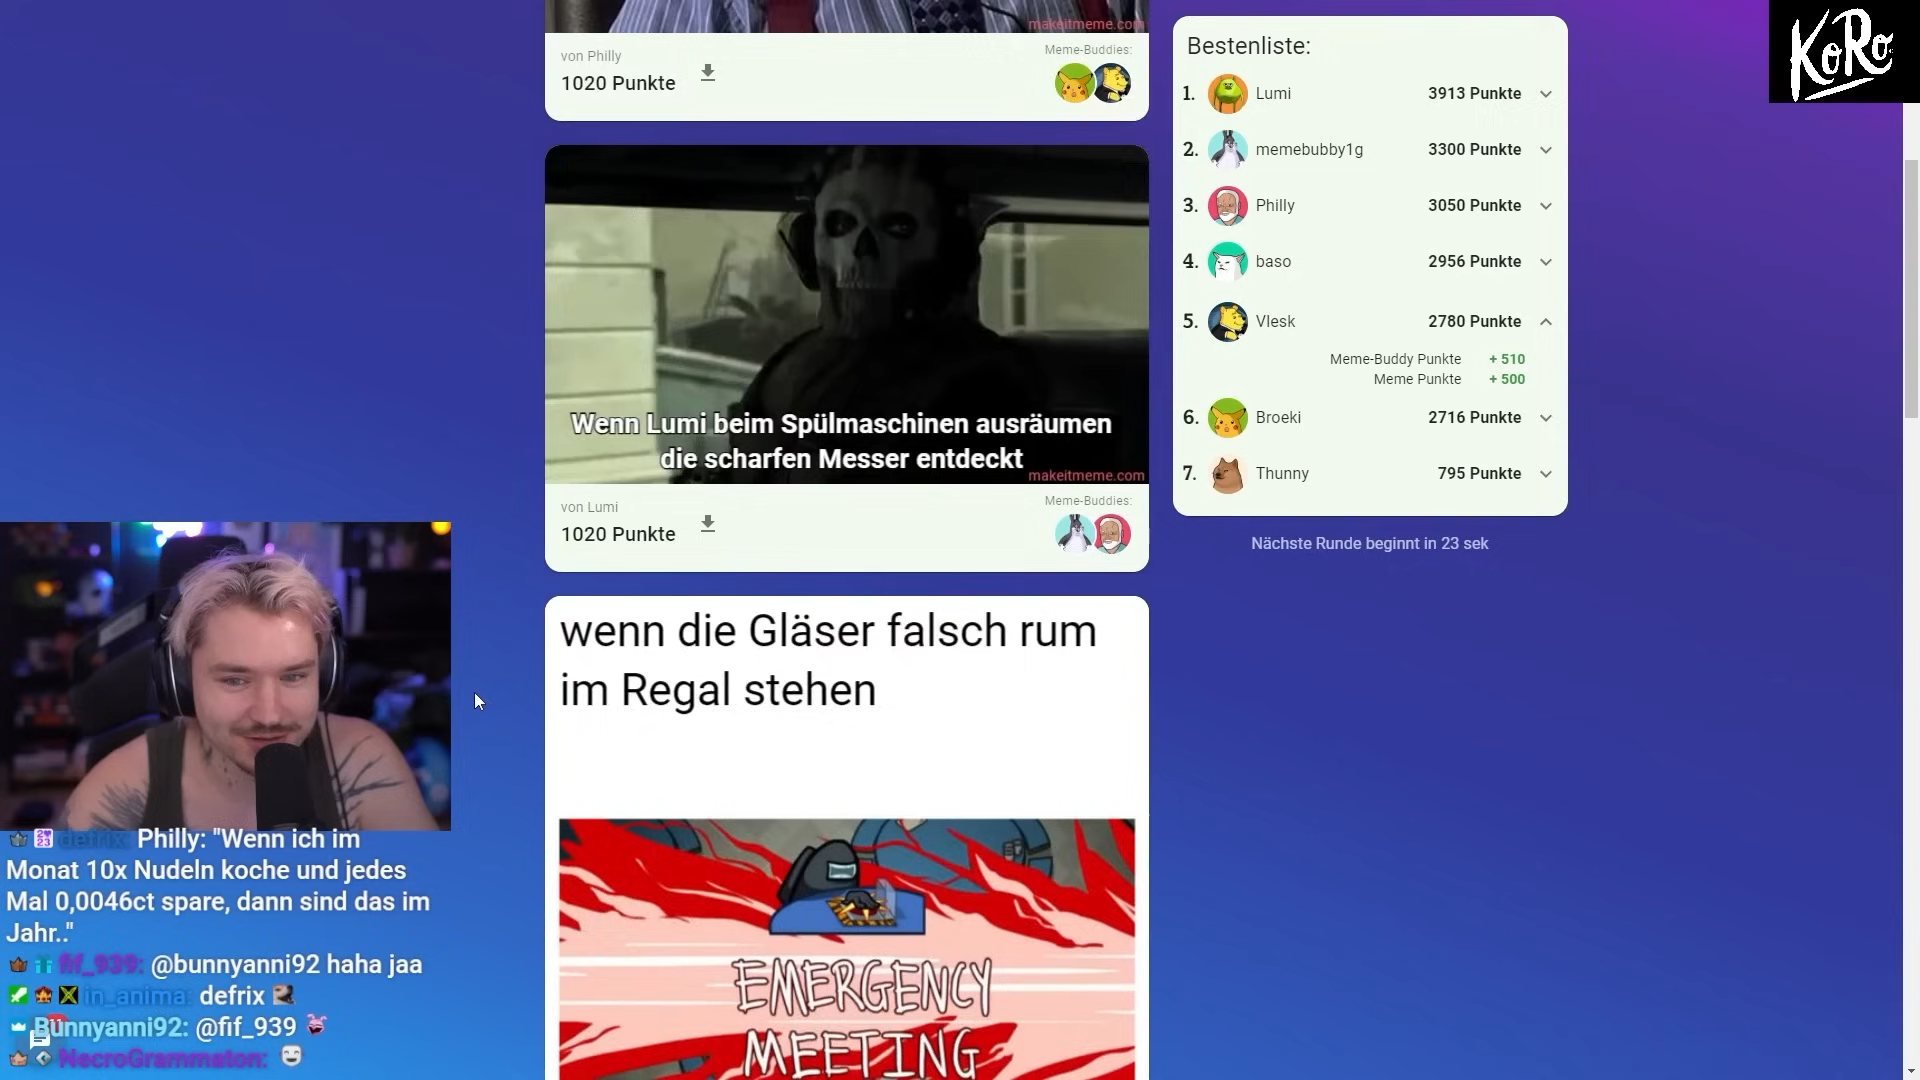 makeitmeme.com
von Philly
1020 Punkte
Meme-Buddies:
Wenn Lumi beim Spülmaschinen ausräumen
die scharfen Messer entdeckt
makeitmeme.com
von Lumi
1020 Punkte
Meme-Buddies:
wenn die Gläser falsch rum
im Regal stehen
EMERGENCY
MEETING
Bestenliste:
1. Lumi 3913 Punkte
2. memebubby1g 3300 Punkte
3. Philly 3050 Punkte
4. baso 2956 Punkte
5. Vlesk 2780 Punkte
Meme-Buddy Punkte + 510
Meme Punkte + 500
6. Broeki 2716 Punkte
7. Thunny 795 Punkte
Nächste Runde beginnt in 23 sek
KoRo
defrix: Philly: "Wenn ich im
Monat 10x Nudeln koche und jedes
Mal 0,0046ct spare, dann sind das im
Jahr.."
fif_939: @bunnyanni92 haha jaa
in_anima: defrix
Bunnyanni92: @fif_939
NecroGrammaton: